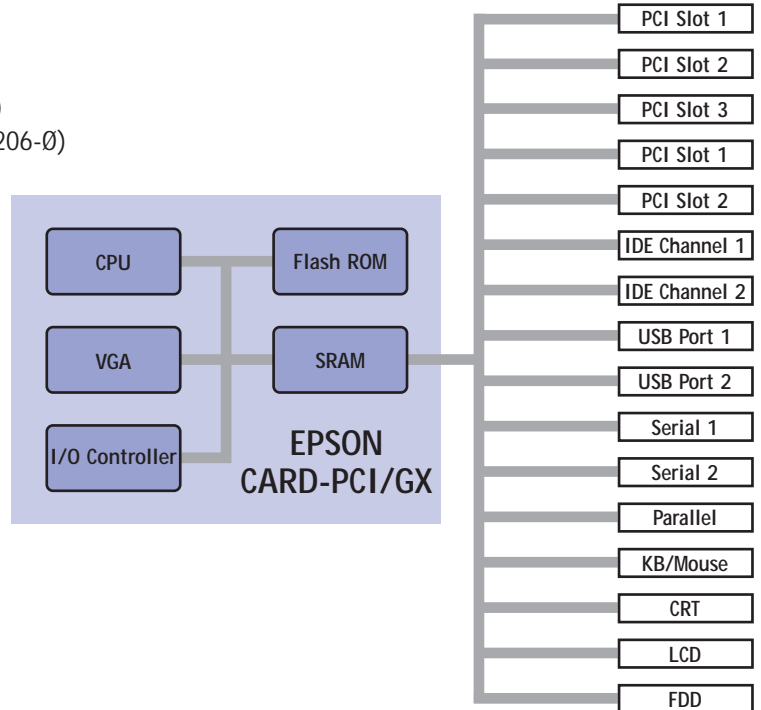 )
206-Ø)
CPU
Flash ROM
VGA
SRAM
I/O Controller
EPSON
CARD-PCI/GX
PCI Slot 1
PCI Slot 2
PCI Slot 3
PCI Slot 1
PCI Slot 2
IDE Channel 1
IDE Channel 2
USB Port 1
USB Port 2
Serial 1
Serial 2
Parallel
KB/Mouse
CRT
LCD
FDD